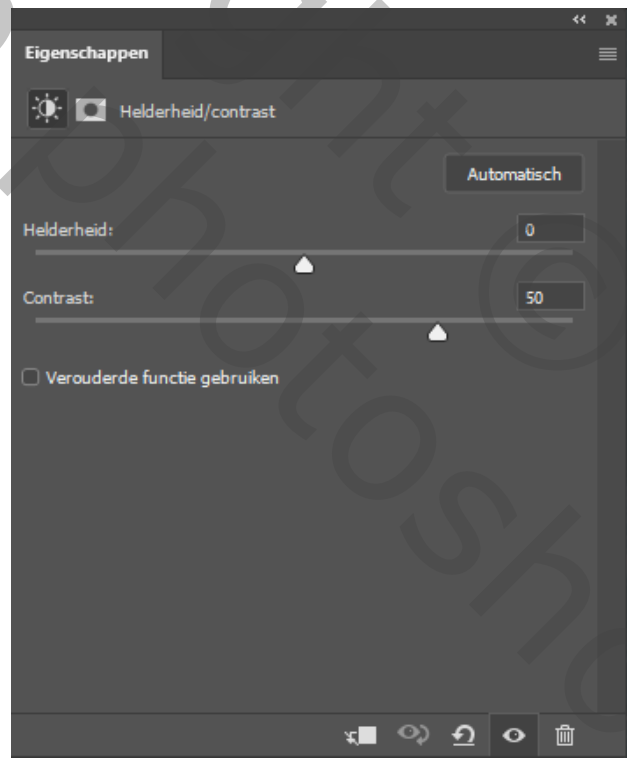 Eigenschappen
Helderheid/contrast
Automatisch
Helderheid:
0
Contrast:
50
Verouderde functie gebruiken